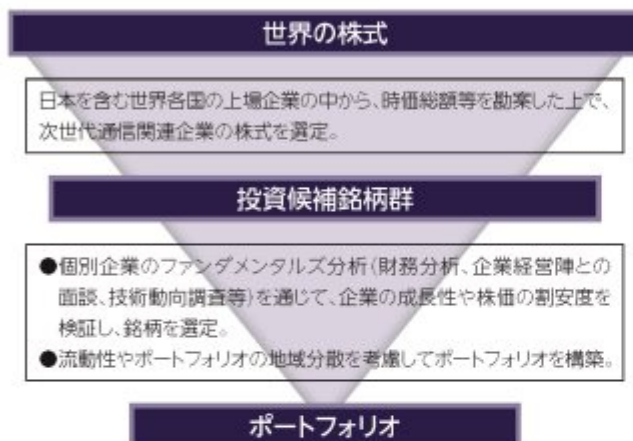 世界の株式
日本を含む世界各国の上場企業の中から、時価総額等を勘案した上で、
次世代通信関連企業の株式を選定。
投資候補銘柄群
●個別企業のファンダメンタルズ分析(財務分析、企業経営陣との
面談、技術動向調査等)を通じて、企業の成長性や株価の割安度を
検証し、銘柄を選定。
●流動性やポートフォリオの地域分散を考慮してポートフォリオを構築。
ポートフォリオ